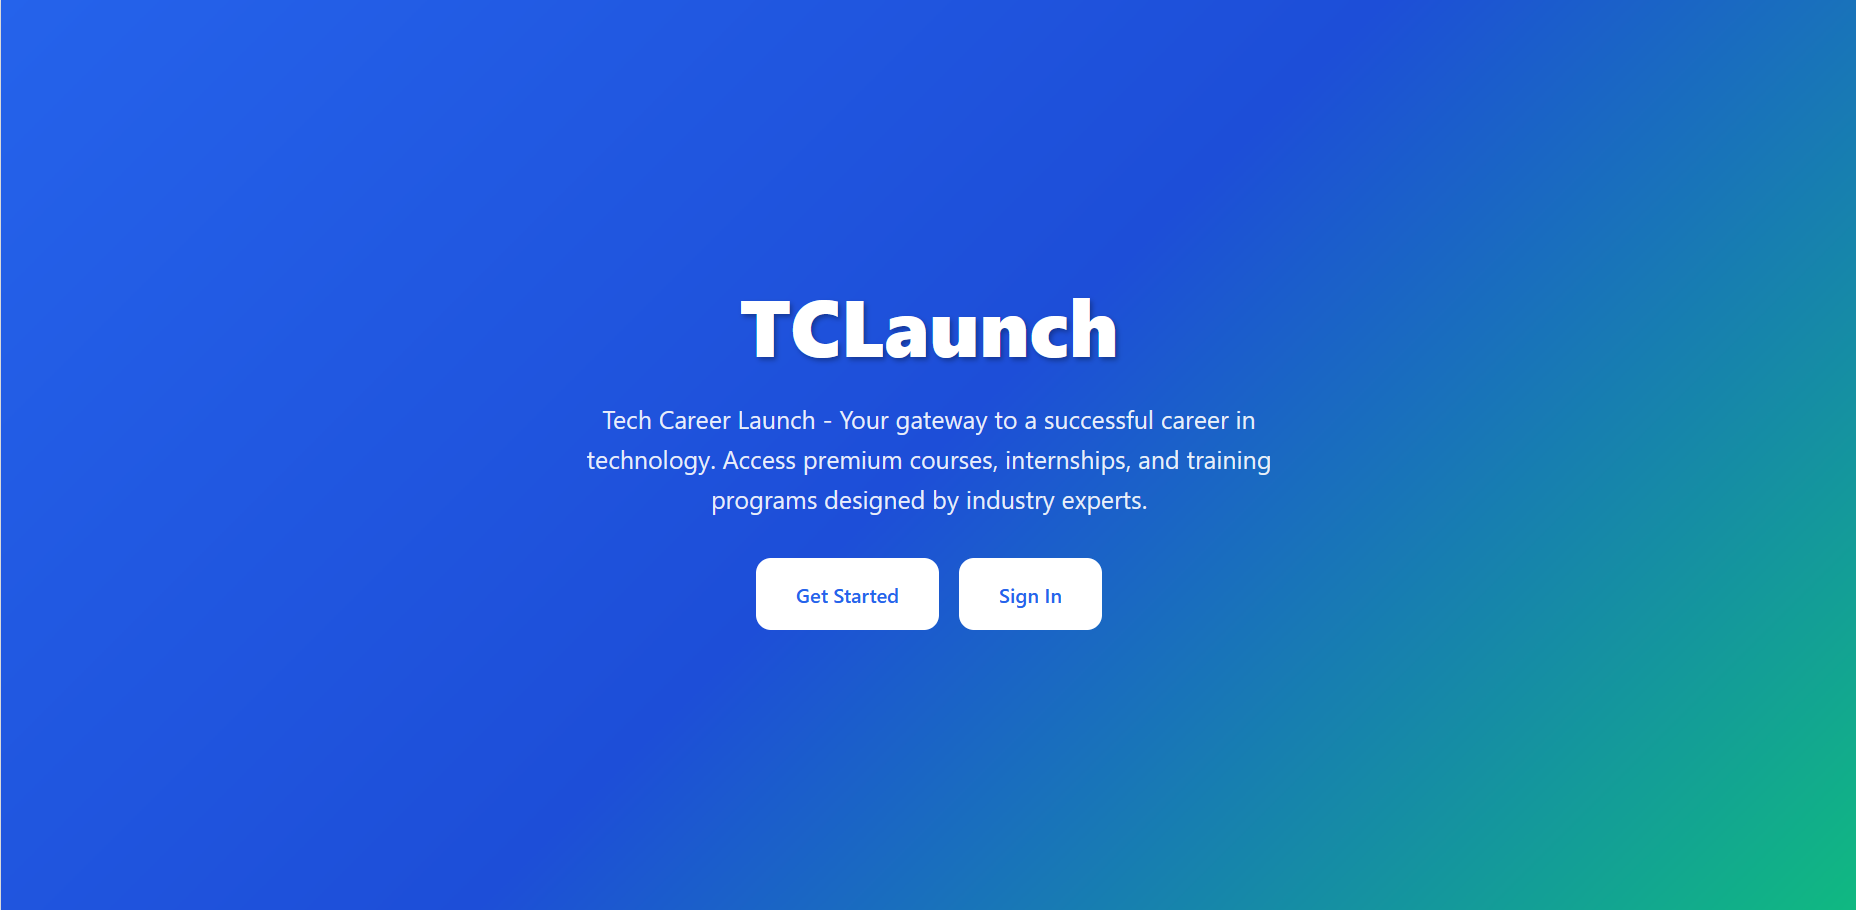 TCLaunch
Tech Career Launch - Your gateway to a successful career in
technology. Access premium courses, internships, and training
programs designed by industry experts.
Get Started
Sign In